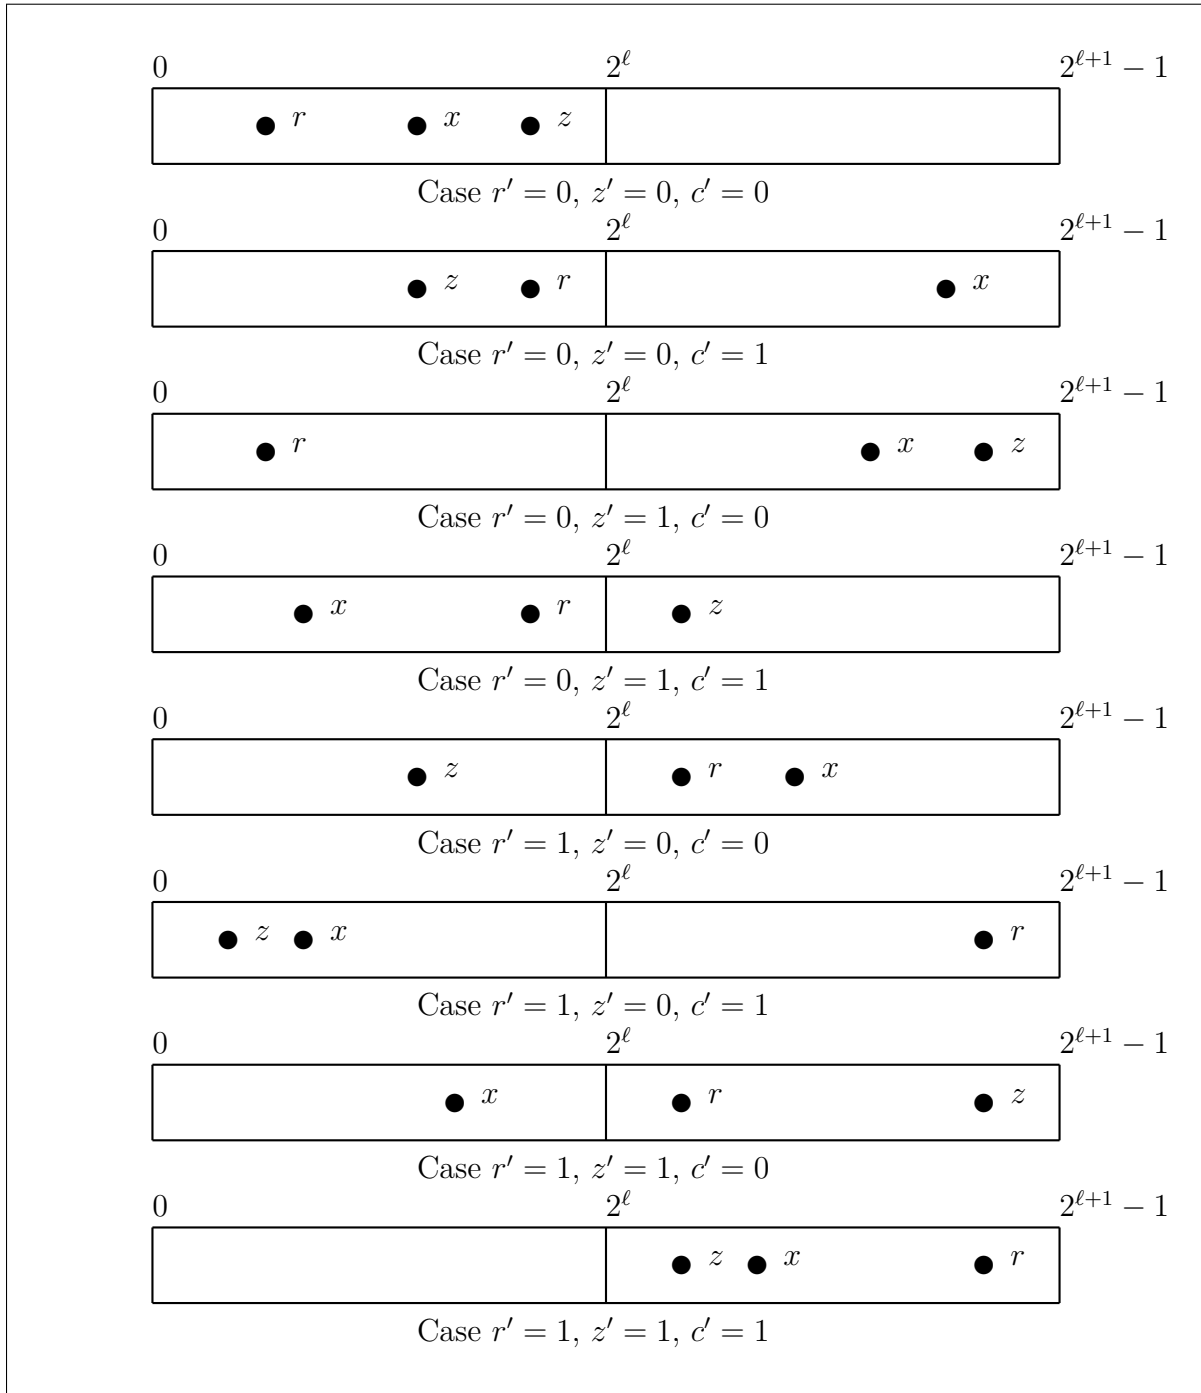 0 2^ℓ 2^{ℓ+1} − 1
r x z
Case r′ = 0, z′ = 0, c′ = 0
0 2^ℓ 2^{ℓ+1} − 1
z r x
Case r′ = 0, z′ = 0, c′ = 1
0 2^ℓ 2^{ℓ+1} − 1
r x z
Case r′ = 0, z′ = 1, c′ = 0
0 2^ℓ 2^{ℓ+1} − 1
x r z
Case r′ = 0, z′ = 1, c′ = 1
0 2^ℓ 2^{ℓ+1} − 1
z r x
Case r′ = 1, z′ = 0, c′ = 0
0 2^ℓ 2^{ℓ+1} − 1
z x r
Case r′ = 1, z′ = 0, c′ = 1
0 2^ℓ 2^{ℓ+1} − 1
x r z
Case r′ = 1, z′ = 1, c′ = 0
0 2^ℓ 2^{ℓ+1} − 1
z x r
Case r′ = 1, z′ = 1, c′ = 1